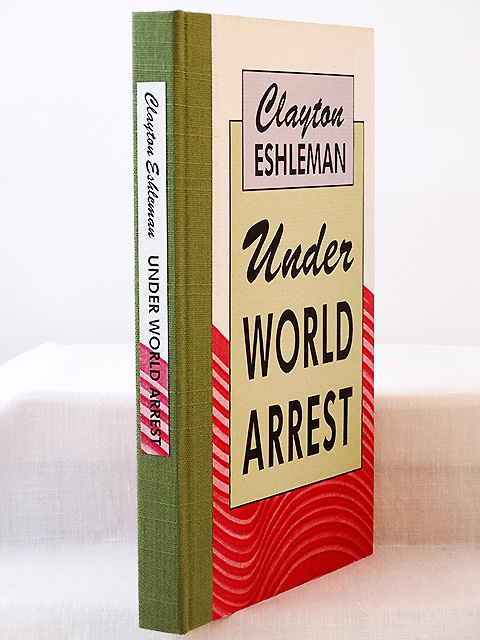 Clayton Eshleman UNDER WORLD ARREST
Clayton
ESHLEMAN
Under
WORLD
ARREST